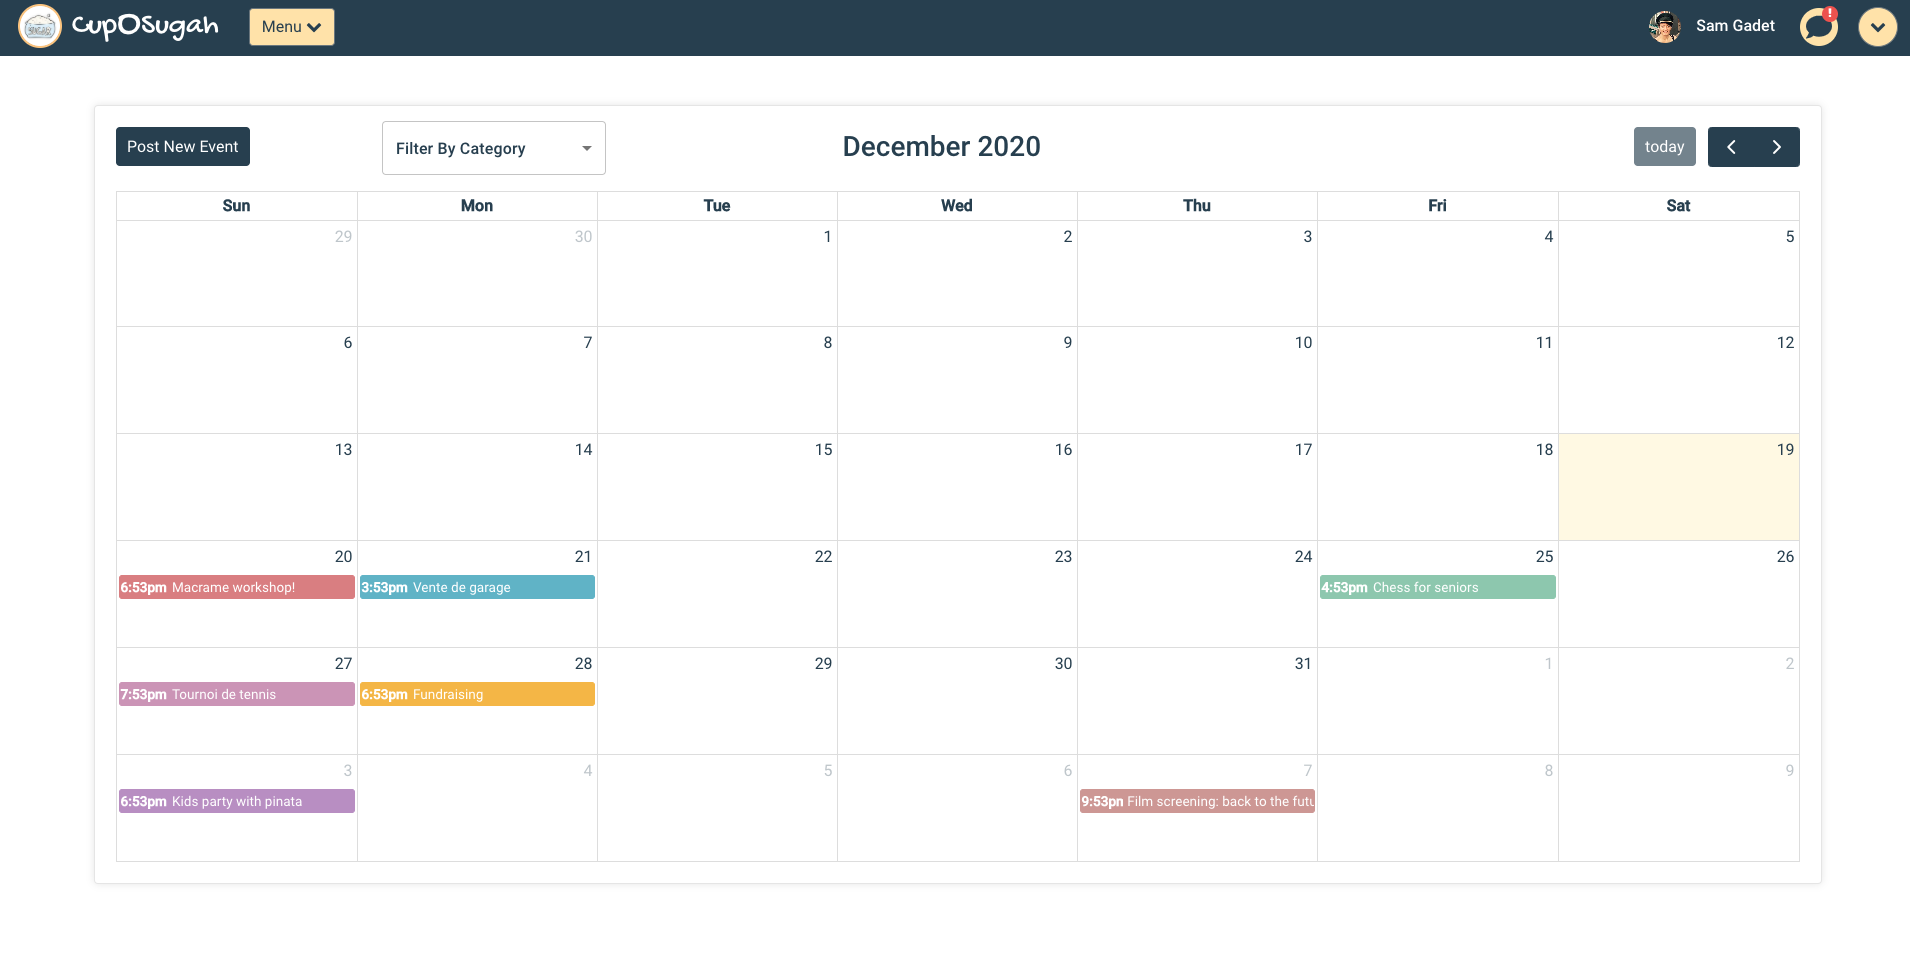 cupOsugah Menu Sam Gadet !
Post New Event Filter By Category December 2020 today
Sun Mon Tue Wed Thu Fri Sat
29 30 1 2 3 4 5
6 7 8 9 10 11 12
13 14 15 16 17 18 19
20 21 22 23 24 25 26
6:53pm Macrame workshop! 3:53pm Vente de garage 4:53pm Chess for seniors
27 28 29 30 31 1 2
7:53pm Tournoi de tennis 6:53pm Fundraising
3 4 5 6 7 8 9
6:53pm Kids party with pinata 9:53pn Film screening: back to the futu